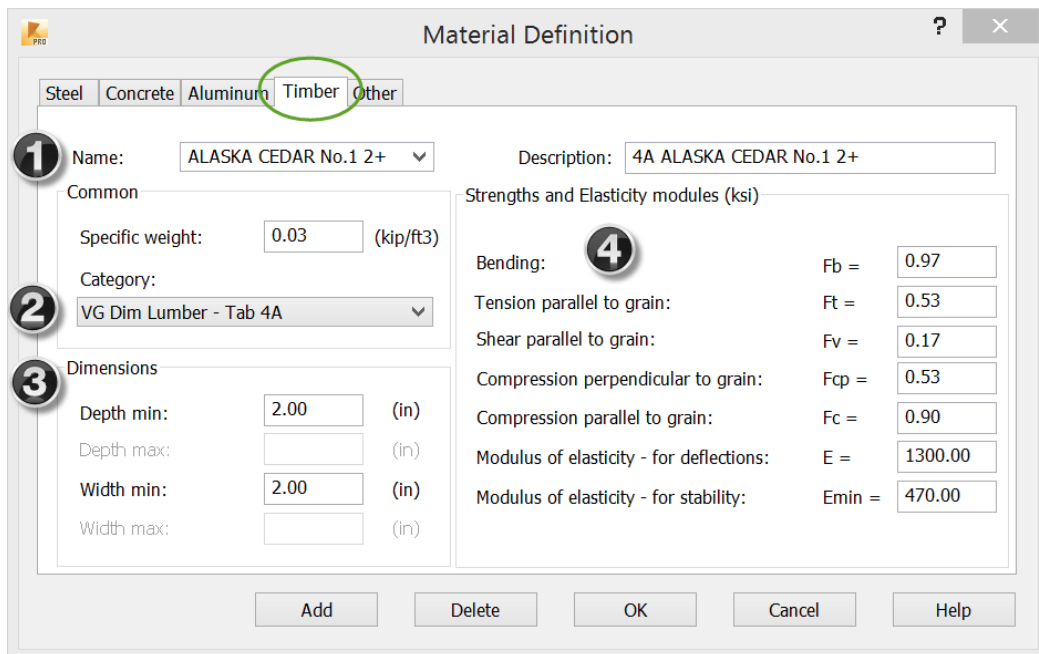 PRO
Material Definition
?
Steel Concrete Aluminum Timber Other
1 Name: ALASKA CEDAR No.1 2+
Description: 4A ALASKA CEDAR No.1 2+
Common
Specific weight: 0.03 (kip/ft3)
Category:
2 VG Dim Lumber - Tab 4A
3 Dimensions
Depth min: 2.00 (in)
Depth max: (in)
Width min: 2.00 (in)
Width max: (in)
Strengths and Elasticity modules (ksi)
4
Bending: Fb = 0.97
Tension parallel to grain: Ft = 0.53
Shear parallel to grain: Fv = 0.17
Compression perpendicular to grain: Fcp = 0.53
Compression parallel to grain: Fc = 0.90
Modulus of elasticity - for deflections: E = 1300.00
Modulus of elasticity - for stability: Emin = 470.00
Add Delete OK Cancel Help